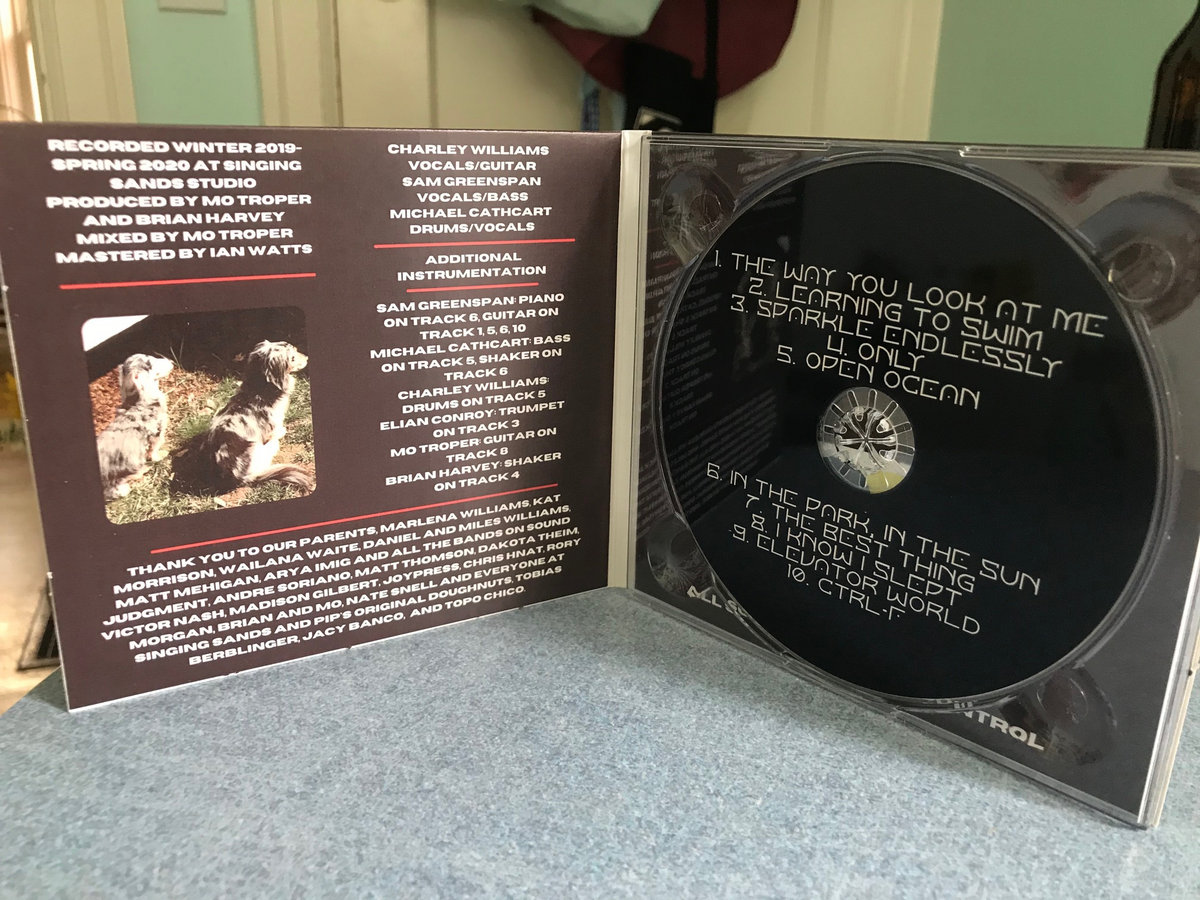 RECORDED WINTER 2019-
SPRING 2020 AT SINGING
SANDS STUDIO
PRODUCED BY MO TROPER
AND BRIAN HARVEY
MIXED BY MO TROPER
MASTERED BY IAN WATTS
CHARLEY WILLIAMS
VOCALS/GUITAR
SAM GREENSPAN
VOCALS/BASS
MICHAEL CATHCART
DRUMS/VOCALS
ADDITIONAL
INSTRUMENTATION
SAM GREENSPAN: PIANO
ON TRACK 6, GUITAR ON
TRACK 1, 5, 6, 10
MICHAEL CATHCART: BASS
ON TRACK 5, SHAKER ON
TRACK 6
CHARLEY WILLIAMS:
DRUMS ON TRACK 5
ELIAN CONROY: TRUMPET
ON TRACK 3
MO TROPER: GUITAR ON
TRACK 8
BRIAN HARVEY: SHAKER
ON TRACK 4
THANK YOU TO OUR PARENTS, MARLENA WILLIAMS, KAT
MORRISON, WAILANA WAITE, DANIEL AND MILES WILLIAMS,
MATT MEHIGAN, ARYA IMIG AND ALL THE BANDS ON SOUND
JUDGMENT, ANDRE SORIANO, MATT THOMSON, DAKOTA THEIM,
VICTOR NASH, MADISON GILBERT, JOYPRESS, CHRIS HNAT, RORY
MORGAN, BRIAN AND MO, NATE SNELL AND EVERYONE AT
SINGING SANDS AND PIP'S ORIGINAL DOUGHNUTS, TOBIAS
BERBLINGER, JACY BANCO, AND TOPO CHICO.
1. THE WAY YOU LOOK AT ME
2. LEARNING TO SWIM
3. SPARKLE ENDLESSLY
4. ONLY
5. OPEN OCEAN
6. IN THE PARK, IN THE SUN
7. THE BEST THING
8. I KNOW I SLEPT
9. ELEVATOR WORLD
10. CTRL-F
ALL
NTROL